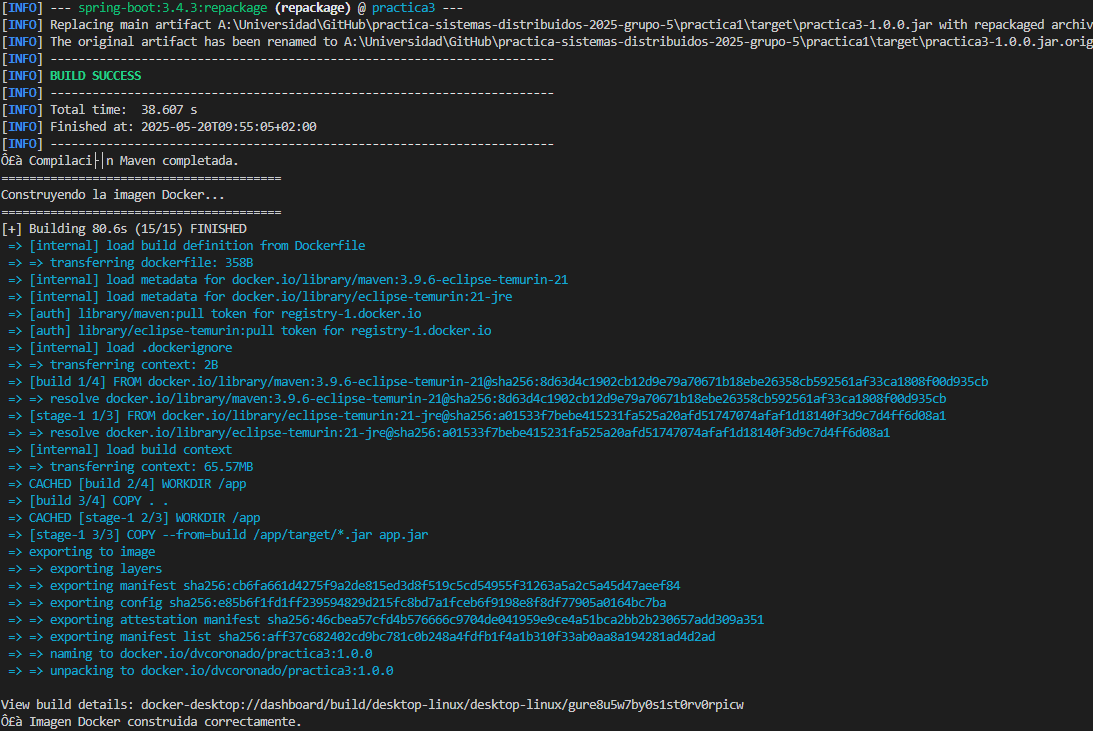 [INFO] --- spring-boot:3.4.3:repackage (repackage) @ practica3 ---
[INFO] Replacing main artifact A:\Universidad\GitHub\practica-sistemas-distribuidos-2025-grupo-5\practica1\target\practica3-1.0.0.jar with repackaged archiv
[INFO] The original artifact has been renamed to A:\Universidad\GitHub\practica-sistemas-distribuidos-2025-grupo-5\practica1\target\practica3-1.0.0.jar.orig
[INFO] ------------------------------------------------------------------------
[INFO] BUILD SUCCESS
[INFO] ------------------------------------------------------------------------
[INFO] Total time:  38.607 s
[INFO] Finished at: 2025-05-20T09:55:05+02:00
[INFO] ------------------------------------------------------------------------
Ô£à Compilaci├│n Maven completada.
========================================
Construyendo la imagen Docker...
========================================
[+] Building 80.6s (15/15) FINISHED
=> [internal] load build definition from Dockerfile
=> => transferring dockerfile: 358B
=> [internal] load metadata for docker.io/library/maven:3.9.6-eclipse-temurin-21
=> [internal] load metadata for docker.io/library/eclipse-temurin:21-jre
=> [auth] library/maven:pull token for registry-1.docker.io
=> [auth] library/eclipse-temurin:pull token for registry-1.docker.io
=> [internal] load .dockerignore
=> => transferring context: 2B
=> [build 1/4] FROM docker.io/library/maven:3.9.6-eclipse-temurin-21@sha256:8d63d4c1902cb12d9e79a70671b18ebe26358cb592561af33ca1808f00d935cb
=> => resolve docker.io/library/maven:3.9.6-eclipse-temurin-21@sha256:8d63d4c1902cb12d9e79a70671b18ebe26358cb592561af33ca1808f00d935cb
=> [stage-1 1/3] FROM docker.io/library/eclipse-temurin:21-jre@sha256:a01533f7bebe415231fa525a20afd51747074afaf1d18140f3d9c7d4ff6d08a1
=> => resolve docker.io/library/eclipse-temurin:21-jre@sha256:a01533f7bebe415231fa525a20afd51747074afaf1d18140f3d9c7d4ff6d08a1
=> [internal] load build context
=> => transferring context: 65.57MB
=> CACHED [build 2/4] WORKDIR /app
=> [build 3/4] COPY . .
=> CACHED [stage-1 2/3] WORKDIR /app
=> [stage-1 3/3] COPY --from=build /app/target/*.jar app.jar
=> exporting to image
=> => exporting layers
=> => exporting manifest sha256:cb6fa661d4275f9a2de815ed3d8f519c5cd54955f31263a5a2c5a45d47aeef84
=> => exporting config sha256:e85b6f1fd1ff239594829d215fc8bd7a1fceb6f9198e8f8df77905a0164bc7ba
=> => exporting attestation manifest sha256:46cbea57cfd4b576666c9704de041959e9ce4a51bca2bb2b230657add309a351
=> => exporting manifest list sha256:aff37c682402cd9bc781c0b248a4fdfb1f4a1b310f33ab0aa8a194281ad4d2ad
=> => naming to docker.io/dvcoronado/practica3:1.0.0
=> => unpacking to docker.io/dvcoronado/practica3:1.0.0
View build details: docker-desktop://dashboard/build/desktop-linux/desktop-linux/gure8u5w7by0s1st0rv0rpicw
Ô£à Imagen Docker construida correctamente.